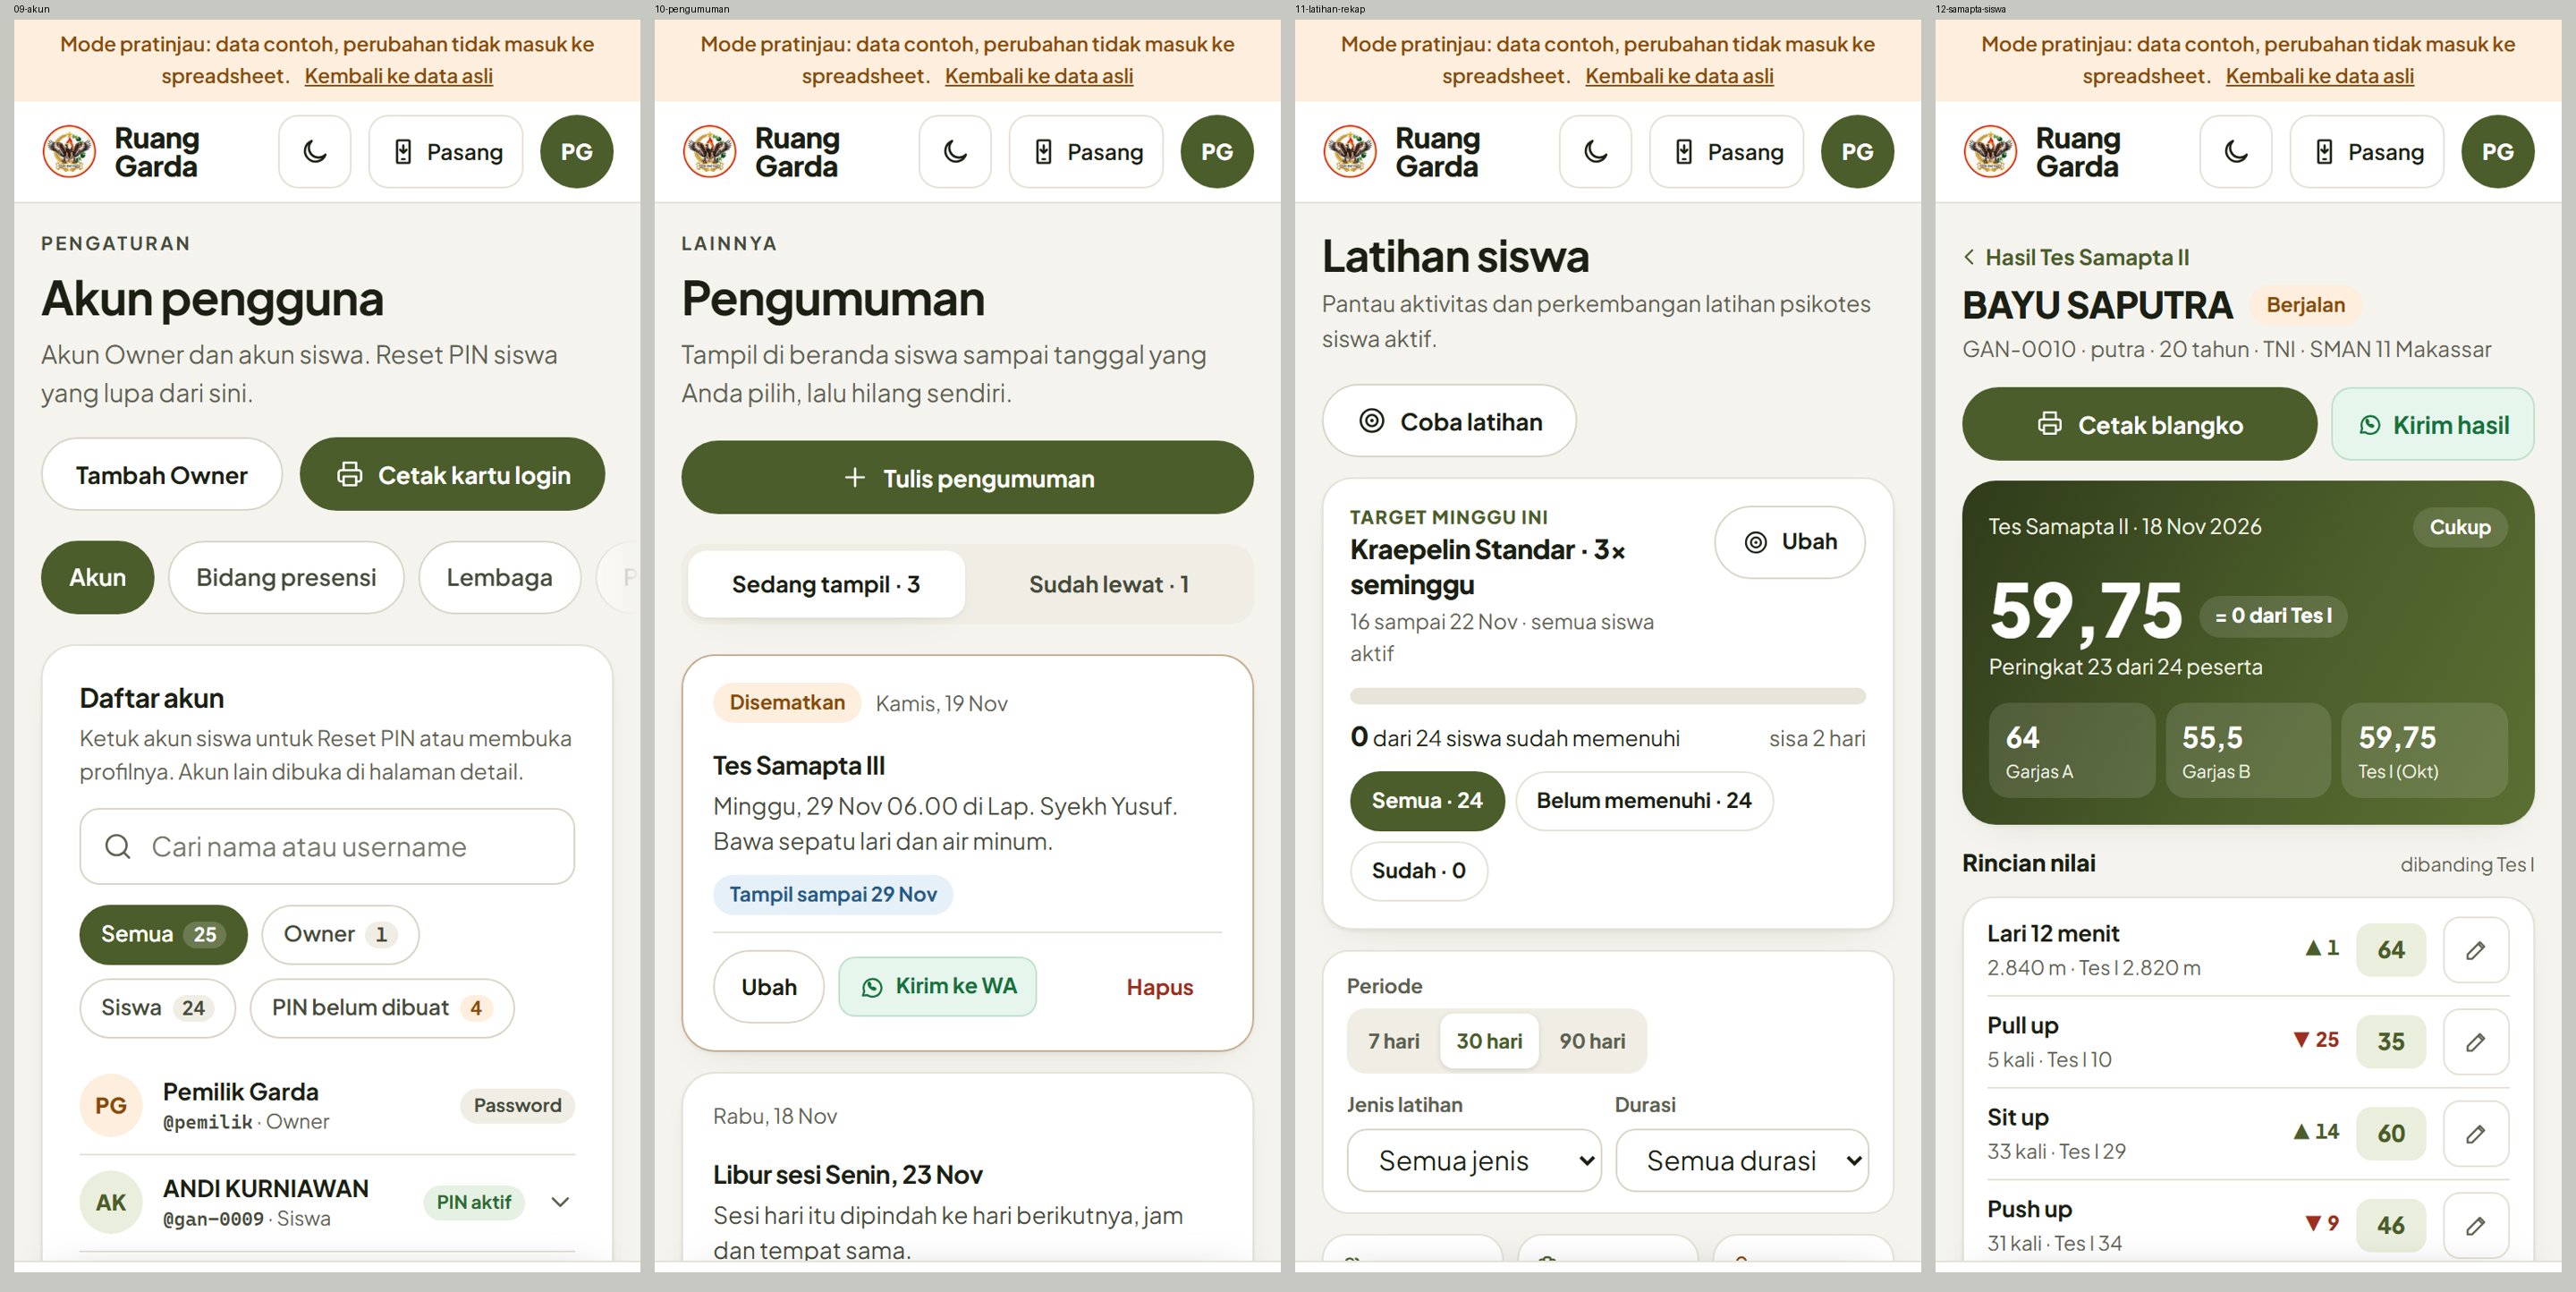 09-akun
Mode pratinjau: data contoh, perubahan tidak masuk ke
spreadsheet. Kembali ke data asli
Ruang
Garda
Pasang
PG
PENGATURAN
Akun pengguna
Akun Owner dan akun siswa. Reset PIN siswa
yang lupa dari sini.
Tambah Owner
Cetak kartu login
Akun
Bidang presensi
Lembaga
P
Daftar akun
Ketuk akun siswa untuk Reset PIN atau membuka
profilnya. Akun lain dibuka di halaman detail.
Cari nama atau username
Semua 25
Owner 1
Siswa 24
PIN belum dibuat 4
PG
Pemilik Garda
@pemilik · Owner
Password
AK
ANDI KURNIAWAN
@gan-0009 · Siswa
PIN aktif
10-pengumuman
Mode pratinjau: data contoh, perubahan tidak masuk ke
spreadsheet. Kembali ke data asli
Ruang
Garda
Pasang
PG
LAINNYA
Pengumuman
Tampil di beranda siswa sampai tanggal yang
Anda pilih, lalu hilang sendiri.
+ Tulis pengumuman
Sedang tampil · 3
Sudah lewat · 1
Disematkan
Kamis, 19 Nov
Tes Samapta III
Minggu, 29 Nov 06.00 di Lap. Syekh Yusuf.
Bawa sepatu lari dan air minum.
Tampil sampai 29 Nov
Ubah
Kirim ke WA
Hapus
Rabu, 18 Nov
Libur sesi Senin, 23 Nov
Sesi hari itu dipindah ke hari berikutnya, jam
dan tempat sama.
11-latihan-rekap
Mode pratinjau: data contoh, perubahan tidak masuk ke
spreadsheet. Kembali ke data asli
Ruang
Garda
Pasang
PG
Latihan siswa
Pantau aktivitas dan perkembangan latihan psikotes
siswa aktif.
Coba latihan
TARGET MINGGU INI
Kraepelin Standar · 3×
seminggu
16 sampai 22 Nov · semua siswa
aktif
Ubah
0 dari 24 siswa sudah memenuhi
sisa 2 hari
Semua · 24
Belum memenuhi · 24
Sudah · 0
Periode
7 hari
30 hari
90 hari
Jenis latihan
Durasi
Semua jenis
Semua durasi
12-samapta-siswa
Mode pratinjau: data contoh, perubahan tidak masuk ke
spreadsheet. Kembali ke data asli
Ruang
Garda
Pasang
PG
Hasil Tes Samapta II
BAYU SAPUTRA
Berjalan
GAN-0010 · putra · 20 tahun · TNI · SMAN 11 Makassar
Cetak blangko
Kirim hasil
Tes Samapta II · 18 Nov 2026
Cukup
59,75
= 0 dari Tes I
Peringkat 23 dari 24 peserta
64
Garjas A
55,5
Garjas B
59,75
Tes I (Okt)
Rincian nilai
dibanding Tes I
Lari 12 menit
2.840 m · Tes I 2.820 m
▲ 1
64
Pull up
5 kali · Tes I 10
▼ 25
35
Sit up
33 kali · Tes I 29
▲ 14
60
Push up
31 kali · Tes I 34
▼ 9
46